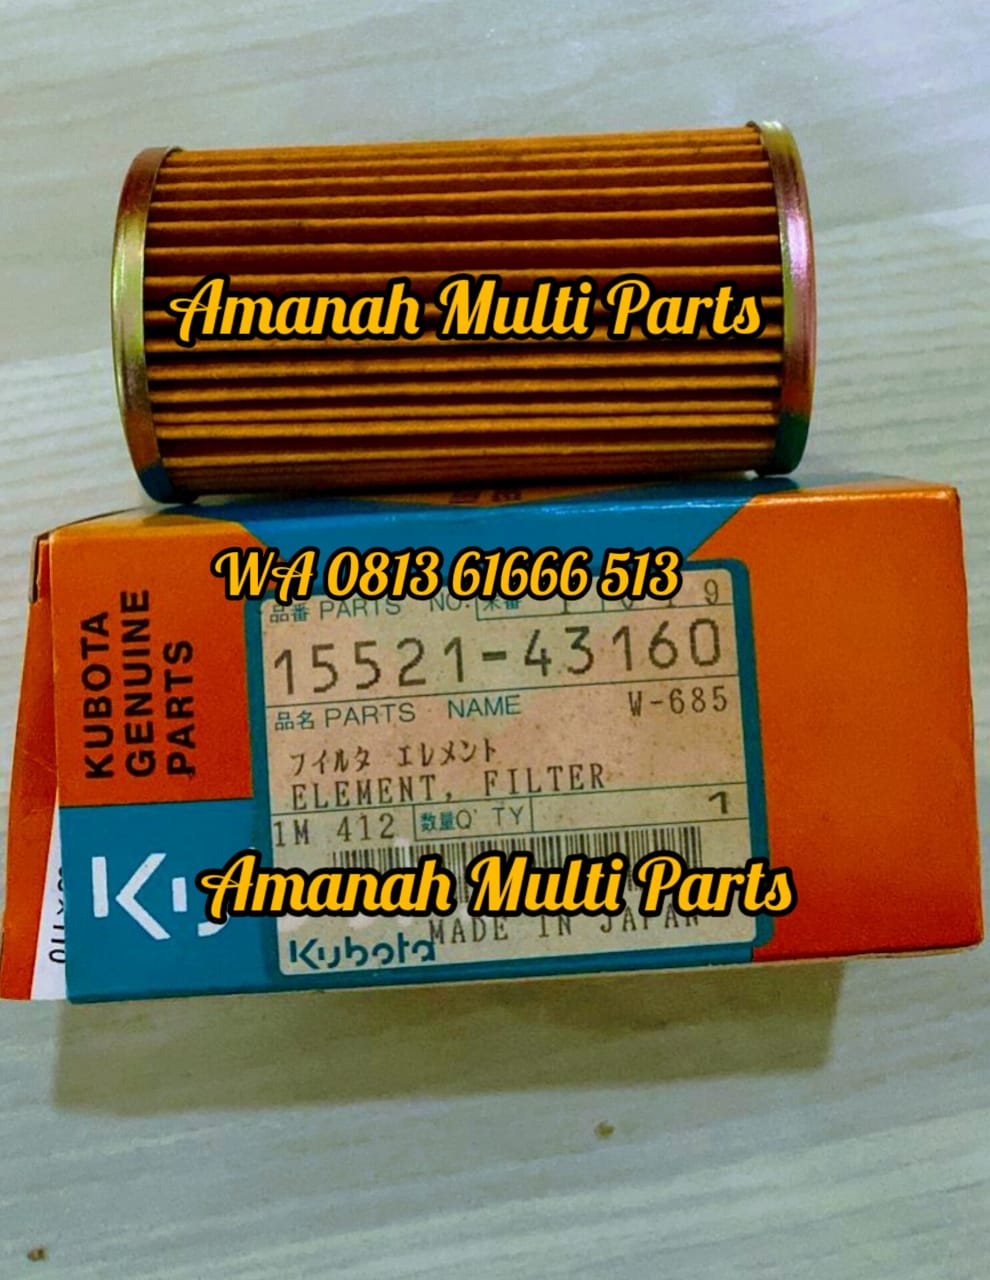 Amanah Multi Parts
WA 0813 61666 513
KUBOTA
GENUINE
PARTS
品番 PARTS NO.
15521-43160
品名 PARTS NAME W-685
フイルタ エレメント
ELEMENT, FILTER
1M 412 数量Q'TY 1
Amanah Multi Parts
MADE IN JAPAN
Kubota